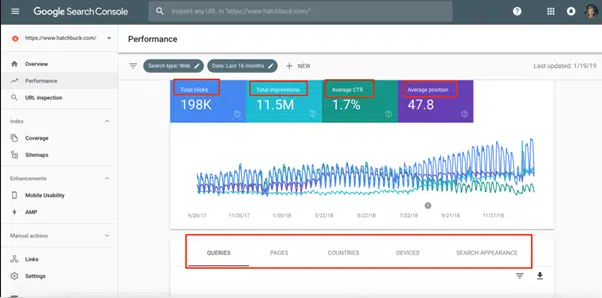 Google Search Console
Inspect any URL in "https://www.hatchbuck.com/"
https://www.hatchbuck.com/
Performance
Search type: Web
Date: Last 16 months
NEW
Last updated: 1/19/19
Overview
Performance
URL inspection
Index
Coverage
Sitemaps
Enhancements
Mobile Usability
AMP
Manual actions
Links
Settings
Total clicks
198K
Total impressions
11.5M
Average CTR
1.7%
Average position
47.8
9/20/17
11/20/17
1/21/18
3/22/18
5/22/18
7/22/18
9/21/18
11/21/18
QUERIES
PAGES
COUNTRIES
DEVICES
SEARCH APPEARANCE